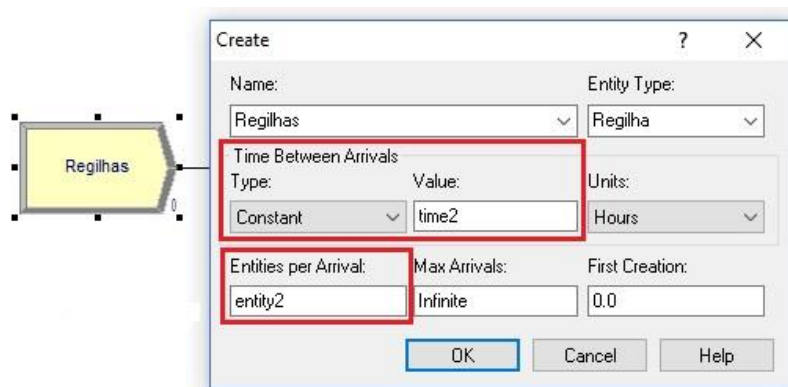 Create ? X
Name: Entity Type:
Regilhas Regilha
Regilhas
0
Time Between Arrivals
Type: Value: Units:
Constant time2 Hours
Entities per Arrival: Max Arrivals: First Creation:
entity2 Infinite 0.0
OK Cancel Help